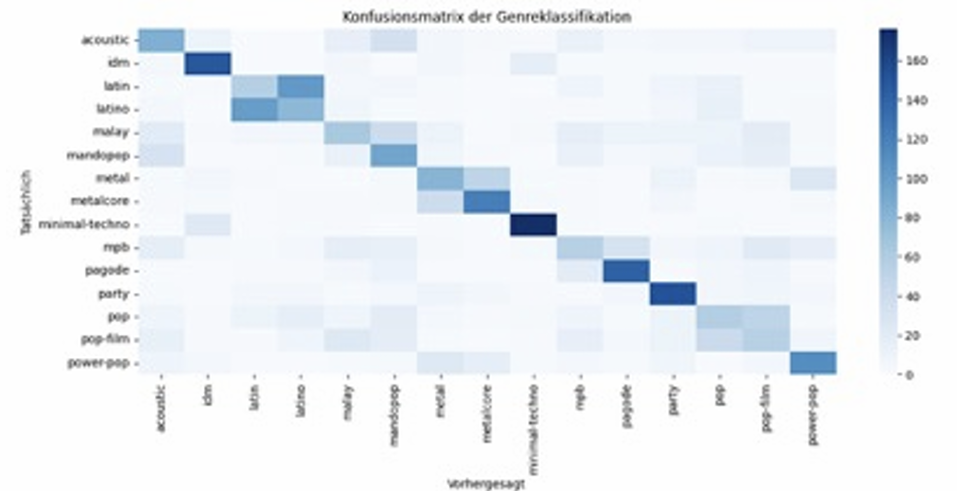 Konfusionsmatrix der Genreklassifikation
Tatsächlich
acoustic
idm
latin
latino
malay
mandopop
metal
metalcore
minimal-techno
mpb
pagode
party
pop
pop-film
power-pop
acoustic
idm
latin
latino
malay
mandopop
metal
metalcore
minimal-techno
mpb
pagode
party
pop
pop-film
power-pop
Vorhergesagt
160
140
120
100
80
60
40
20
0